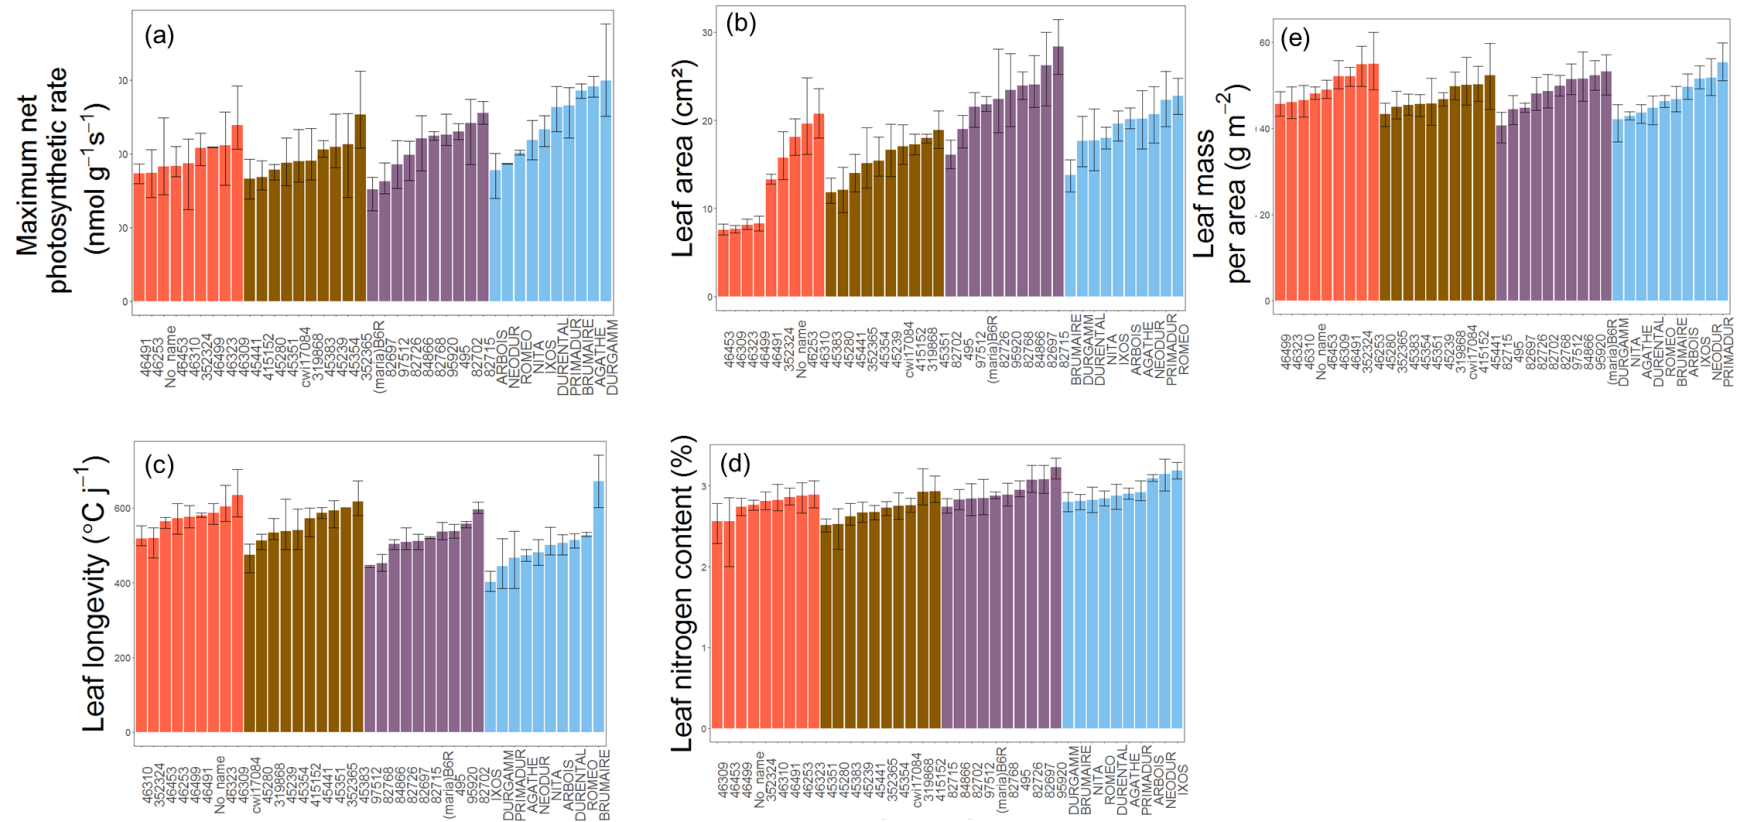 (a)
Maximum net
photosynthetic rate
(nmol g⁻¹s⁻¹)
00
00
00
0
46491
46253
No_name
46453
46310
352324
46499
46323
46309
45441
415152
45280
45351
cwi17084
319868
45383
45239
45354
352365
(maria)B6R
82697
97512
82726
84866
82768
95920
495
82702
82715
ARBOIS
NEODUR
ROMEO
NITA
IXOS
DURENTAL
PRIMADUR
BRUMAIRE
AGATHE
DURGAMM
(b)
Leaf area (cm²)
30
20
10
0
46453
46309
46323
46499
46491
352324
No_name
46253
46310
45383
45280
45441
352365
45354
45239
cwi17084
415152
319868
45351
82702
495
97512
(maria)B6R
82726
95920
82768
84866
82697
82715
BRUMAIRE
DURGAMM
DURENTAL
NITA
IXOS
ARBOIS
AGATHE
NEODUR
PRIMADUR
ROMEO
(e)
Leaf mass
per area (g m⁻²)
60
40
20
0
46499
46323
46310
No_name
46453
46309
46491
352324
46253
45280
352365
45383
45354
45351
45239
319868
cwi17084
415152
45441
82715
495
82697
82726
82702
82768
97512
84866
95920
(maria)B6R
DURGAMM
NITA
AGATHE
DURENTAL
ROMEO
BRUMAIRE
ARBOIS
IXOS
NEODUR
PRIMADUR
(c)
Leaf longevity (°C j⁻¹)
600
400
200
0
46310
352324
46453
46253
46499
46491
No_name
46323
46309
cwi17084
45280
319868
45239
45354
415152
45441
45351
352365
45383
97512
82768
84866
82726
82697
82715
(maria)B6R
495
95920
82702
IXOS
DURGAMM
PRIMADUR
AGATHE
NEODUR
NITA
ARBOIS
DURENTAL
ROMEO
BRUMAIRE
(d)
Leaf nitrogen content (%)
3
2
1
0
46309
46453
46499
No_name
352324
46310
46491
46253
46323
45351
45280
45383
45239
45441
352365
45354
cwi17084
319868
415152
82715
84866
82702
97512
(maria)B6R
82768
495
82726
82697
95920
DURGAMM
BRUMAIRE
NITA
ROMEO
DURENTAL
AGATHE
PRIMADUR
ARBOIS
NEODUR
IXOS